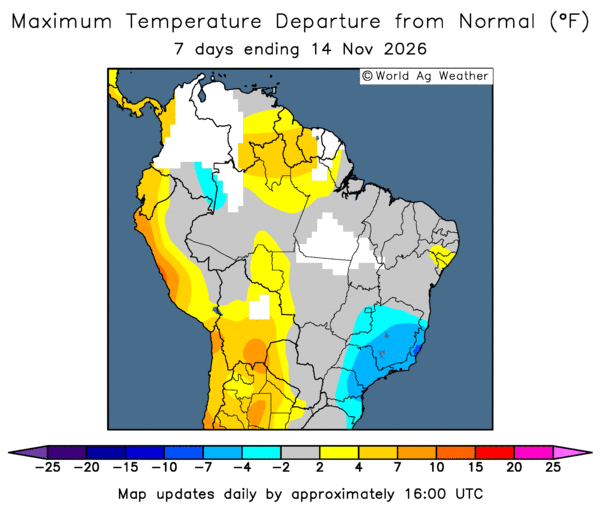 Maximum Temperature Departure from Normal (°F)
7 days ending 14 Nov 2026
©World Ag Weather
-25 -20 -15 -10 -7 -4 -2 2 4 7 10 15 20 25
Map updates daily by approximately 16:00 UTC